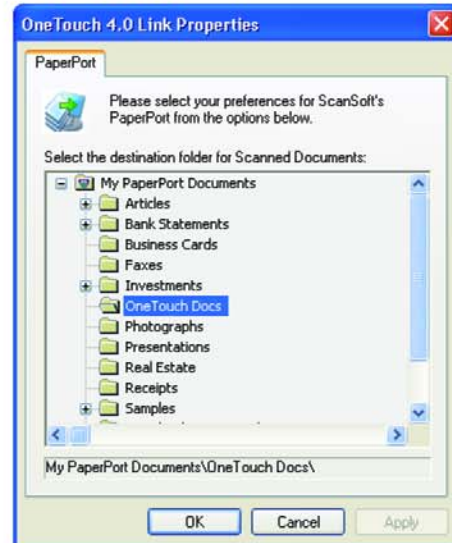 OneTouch 4.0 Link Properties
PaperPort
Please select your preferences for ScanSoft's
PaperPort from the options below.
Select the destination folder for Scanned Documents:
My PaperPort Documents
Articles
Bank Statements
Business Cards
Faxes
Investments
OneTouch Docs
Photographs
Presentations
Real Estate
Receipts
Samples
My PaperPort Documents\OneTouch Docs\
OK Cancel Apply